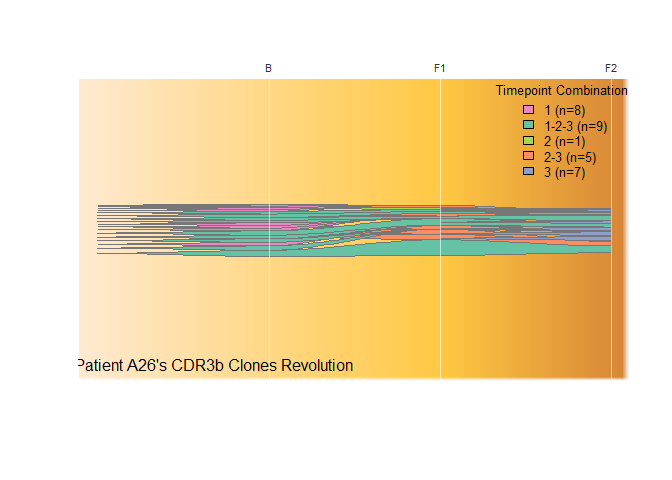 B F1 F2
Timepoint Combination
1 (n=8)
1-2-3 (n=9)
2 (n=1)
2-3 (n=5)
3 (n=7)
Patient A26's CDR3b Clones Revolution